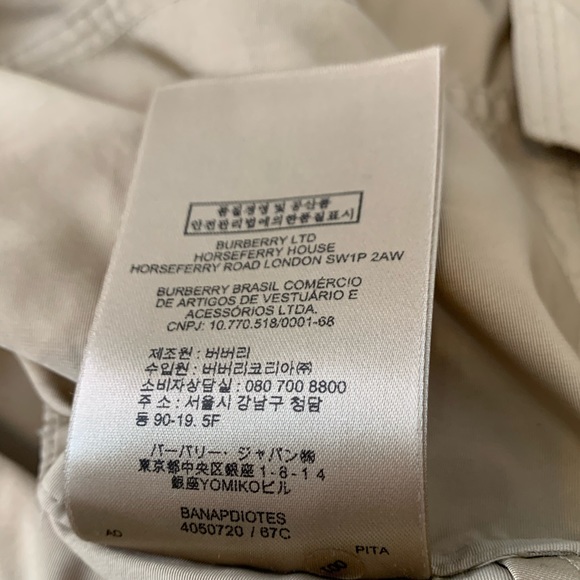 품질경영 및 공산품
안전관리법에의한품질표시
BURBERRY LTD
HORSEFERRY HOUSE
HORSEFERRY ROAD LONDON SW1P 2AW
BURBERRY BRASIL COMÉRCIO
DE ARTIGOS DE VESTUÁRIO E
ACESSÓRIOS LTDA.
CNPJ: 10.770.518/0001-68
제조원 : 버버리
수입원 : 버버리코리아㈜
소비자상담실 : 080 700 8800
주 소 : 서울시 강남구 청담
동 90-19. 5F
バーバリー・ジャパン㈱
東京都中央区銀座1-8-14
銀座YOMIKOビル
BANAPDIOTES
4050720 / 67C
AD
PITA
100